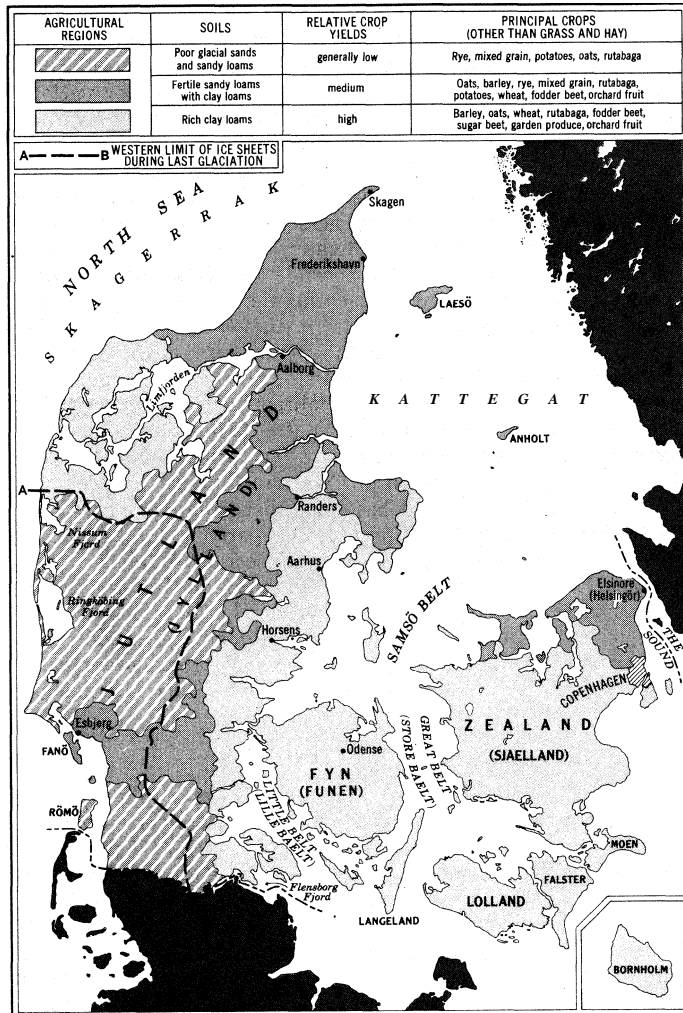 AGRICULTURAL REGIONS
SOILS
RELATIVE CROP YIELDS
PRINCIPAL CROPS
(OTHER THAN GRASS AND HAY)
Poor glacial sands
and sandy loams
generally low
Rye, mixed grain, potatoes, oats, rutabaga
Fertile sandy loams
with clay loams
medium
Oats, barley, rye, mixed grain, rutabaga,
potatoes, wheat, fodder beet, orchard fruit
Rich clay loams
high
Barley, oats, wheat, rutabaga, fodder beet,
sugar beet, garden produce, orchard fruit
A B WESTERN LIMIT OF ICE SHEETS
DURING LAST GLACIATION
NORTH SEA
SKAGERRAK
Skagen
Frederikshavn
LAESÖ
Aalborg
Limfjorden
KATTEGAT
ANHOLT
JUTLAND
(JYLLAND)
A
Randers
Nissum
Fjord
Aarhus
Ringköbing
Fjord
Elsinore
(Helsingör)
THE SOUND
SAMSÖ BELT
Horsens
COPENHAGEN
Esbjerg
FANÖ
ZEALAND
(SJAELLAND)
GREAT BELT
(STORE BAELT)
Odense
FYN
(FUNEN)
LITTLE BELT
(LILLE BAELT)
RÖMÖ
MOEN
FALSTER
Flensborg
Fjord
LOLLAND
LANGELAND
B
BORNHOLM